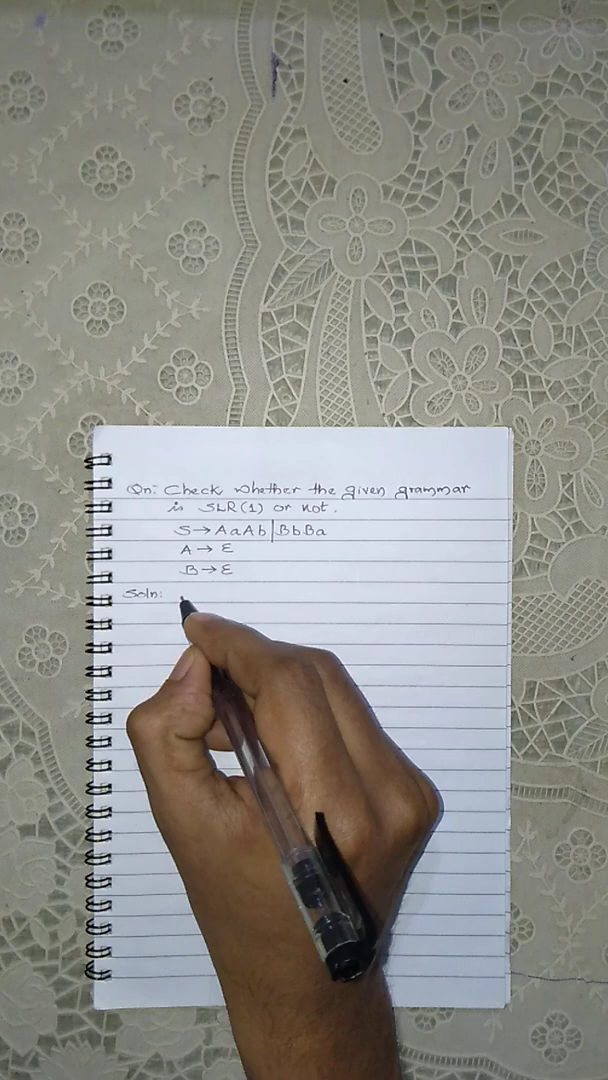 Qn: Check whether the given grammar
is SLR(1) or not.
S → AaAb | BbBa
A → ε
B → ε
Soln: